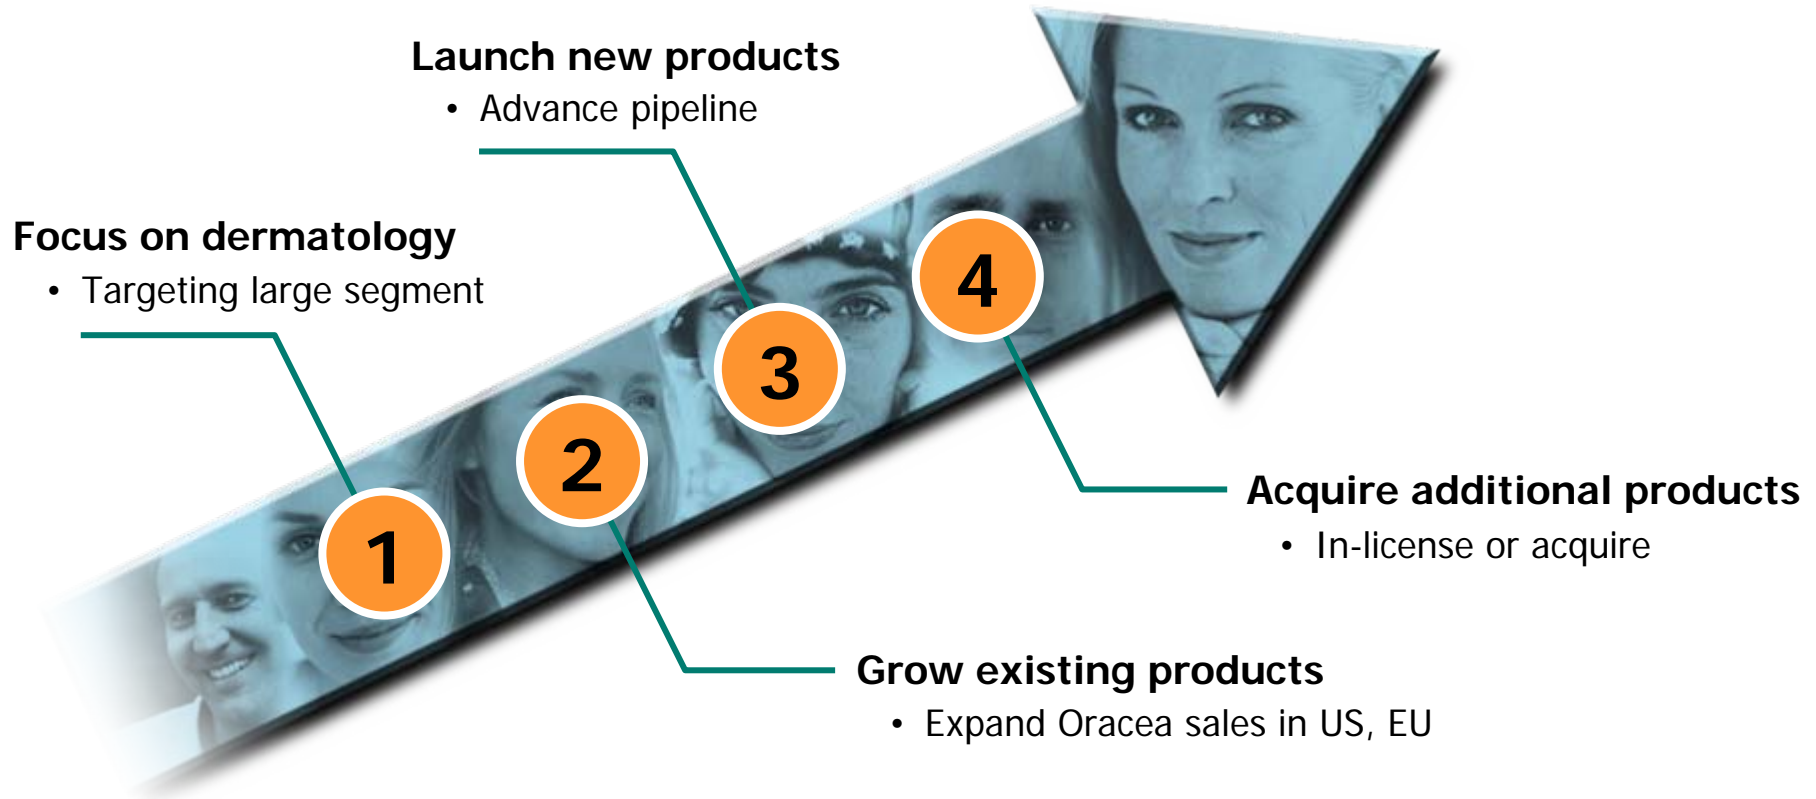 Launch new products
• Advance pipeline
Focus on dermatology
• Targeting large segment
4
3
2
1
Acquire additional products
• In-license or acquire
Grow existing products
• Expand Oracea sales in US, EU